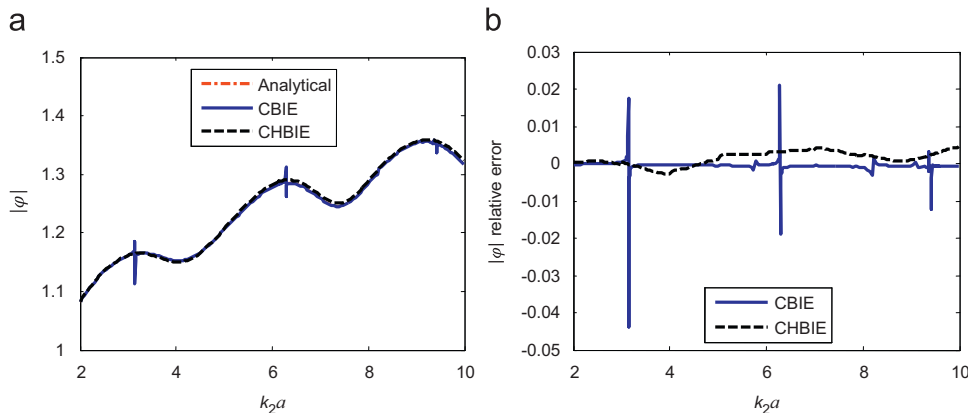 a
1.5
1.4
1.3
1.2
1.1
1
|φ|
Analytical
CBIE
CHBIE
2
4
6
8
10
k₂a
b
0.03
0.02
0.01
0
-0.01
-0.02
-0.03
-0.04
-0.05
|φ| relative error
CBIE
CHBIE
2
4
6
8
10
k₂a